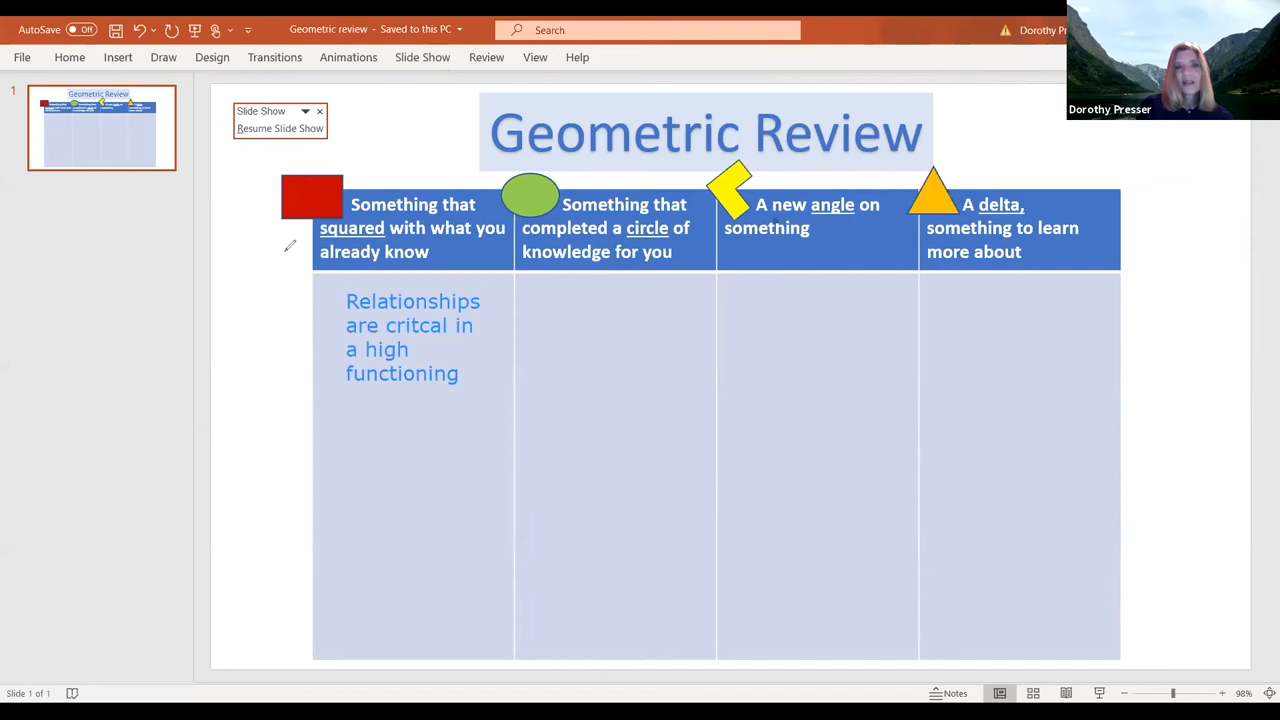 AutoSave Off Geometric review - Saved to this PC Search Dorothy Pr
File Home Insert Draw Design Transitions Animations Slide Show Review View Help
Dorothy Presser
1
Geometric Review
Slide Show
Resume Slide Show
Geometric Review
Something that
squared with what you
already know
Something that
completed a circle of
knowledge for you
A new angle on
something
A delta,
something to learn
more about
Relationships
are critcal in
a high
functioning
Slide 1 of 1 Notes 98%